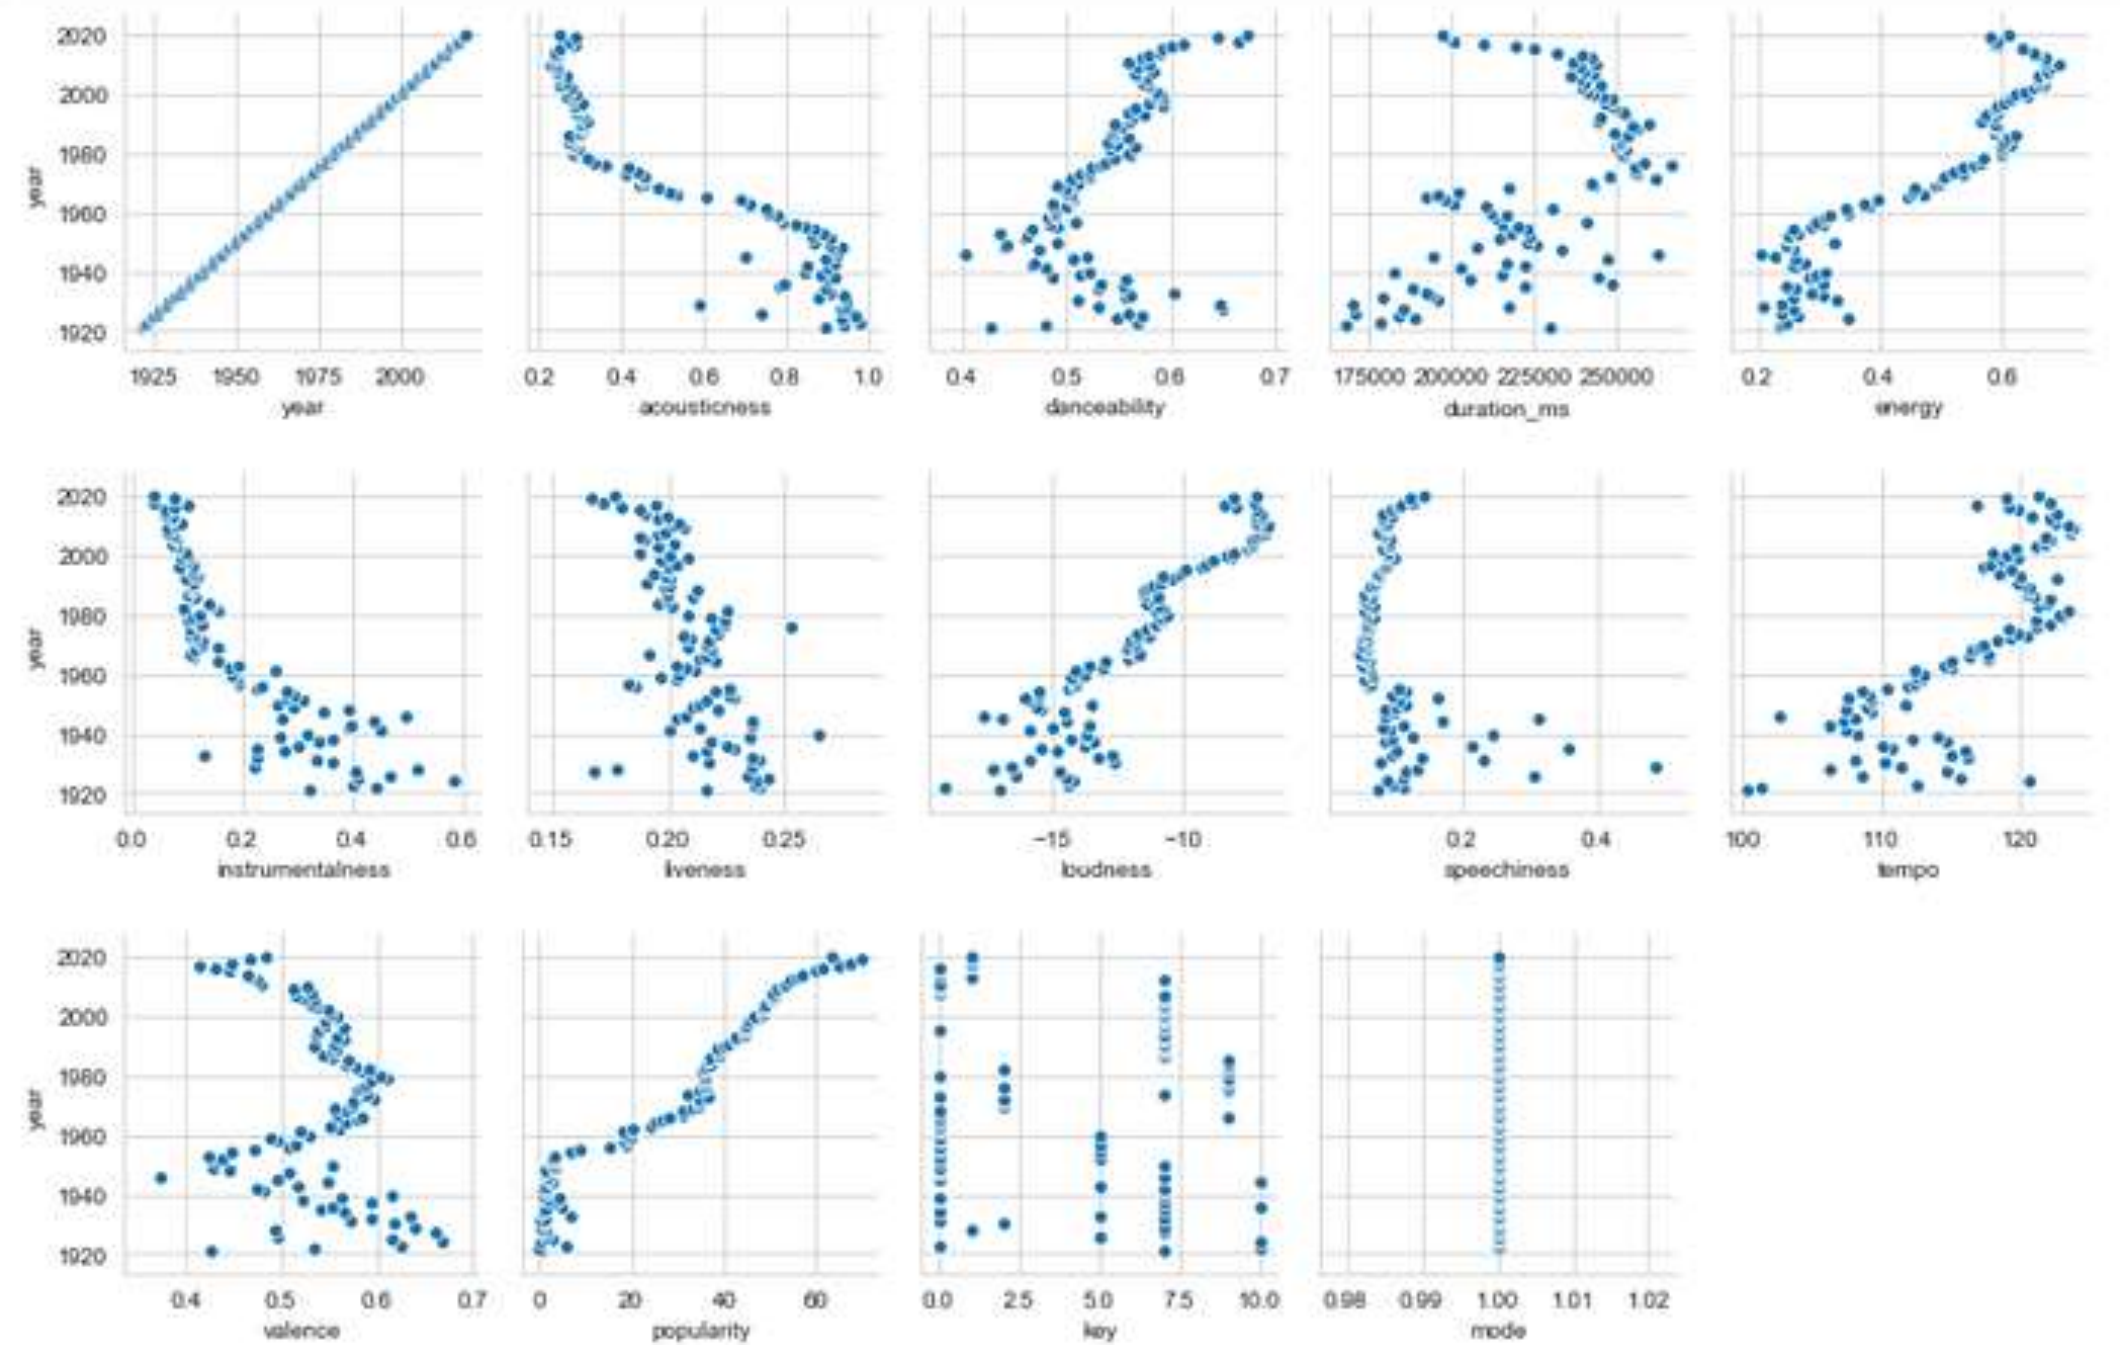 2020
2000
1980
1960
1940
1920
year
1925 1950 1975 2000
year
0.2 0.4 0.6 0.8 1.0
acousticness
0.4 0.5 0.6 0.7
danceability
175000 200000 225000 250000
duration_ms
0.2 0.4 0.6
energy
2020
2000
1980
1960
1940
1920
year
0.0 0.2 0.4 0.6
instrumentalness
0.15 0.20 0.25
liveness
−15 −10
loudness
0.2 0.4
speechiness
100 110 120
tempo
2020
2000
1980
1960
1940
1920
year
0.4 0.5 0.6 0.7
valence
0 20 40 60
popularity
0.0 2.5 5.0 7.5 10.0
key
0.98 0.99 1.00 1.01 1.02
mode